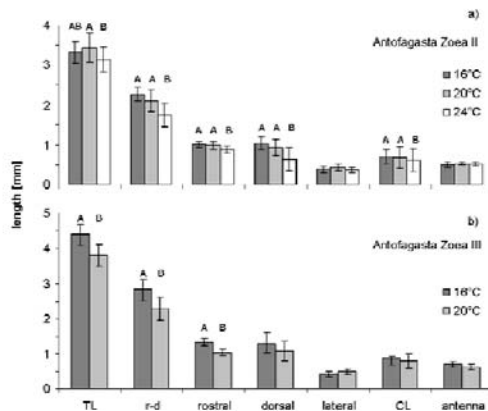 4
a)
AB A B
Antofagasta Zoea II
3
16°C
A A B
20°C
2
24°C
A A B
A A B
A A B
1
0
length [mm]
5
b)
A B
Antofagasta Zoea III
4
16°C
A B
20°C
3
2
A B
1
0
TL r-d rostral dorsal lateral CL antenna